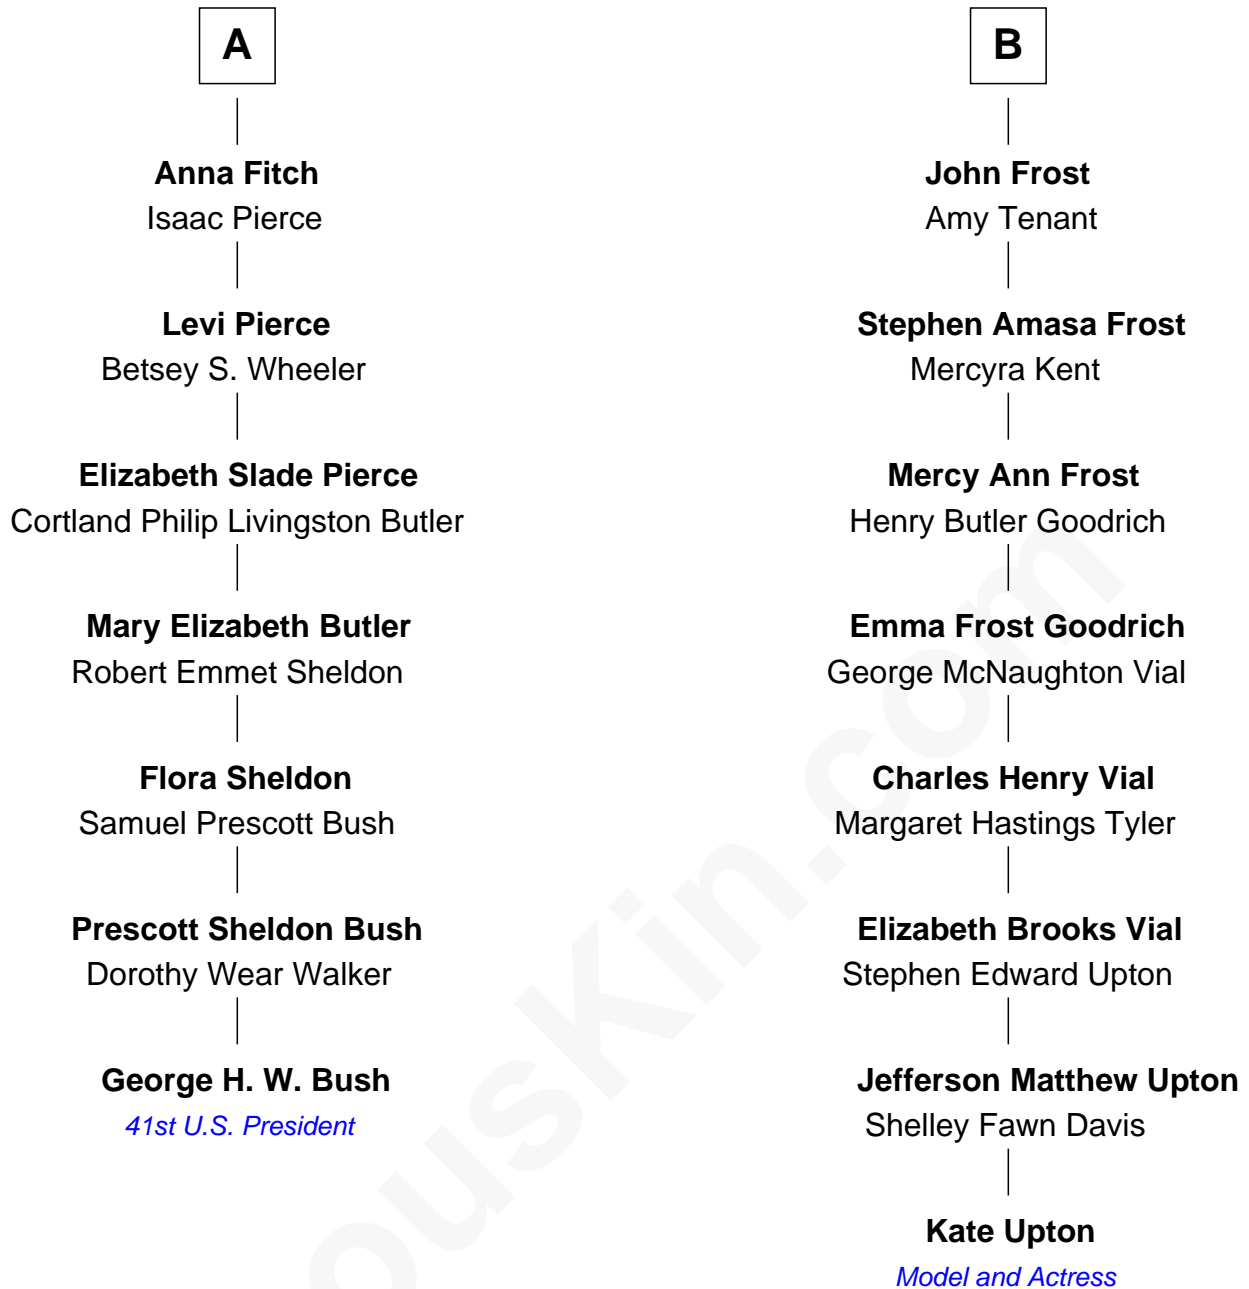 A
Anna Fitch
Isaac Pierce
Levi Pierce
Betsey S. Wheeler
Elizabeth Slade Pierce
Cortland Philip Livingston Butler
Mary Elizabeth Butler
Robert Emmet Sheldon
Flora Sheldon
Samuel Prescott Bush
Prescott Sheldon Bush
Dorothy Wear Walker
George H. W. Bush
41st U.S. President
B
John Frost
Amy Tenant
Stephen Amasa Frost
Mercyra Kent
Mercy Ann Frost
Henry Butler Goodrich
Emma Frost Goodrich
George McNaughton Vial
Charles Henry Vial
Margaret Hastings Tyler
Elizabeth Brooks Vial
Stephen Edward Upton
Jefferson Matthew Upton
Shelley Fawn Davis
Kate Upton
Model and Actress
ousKin.com